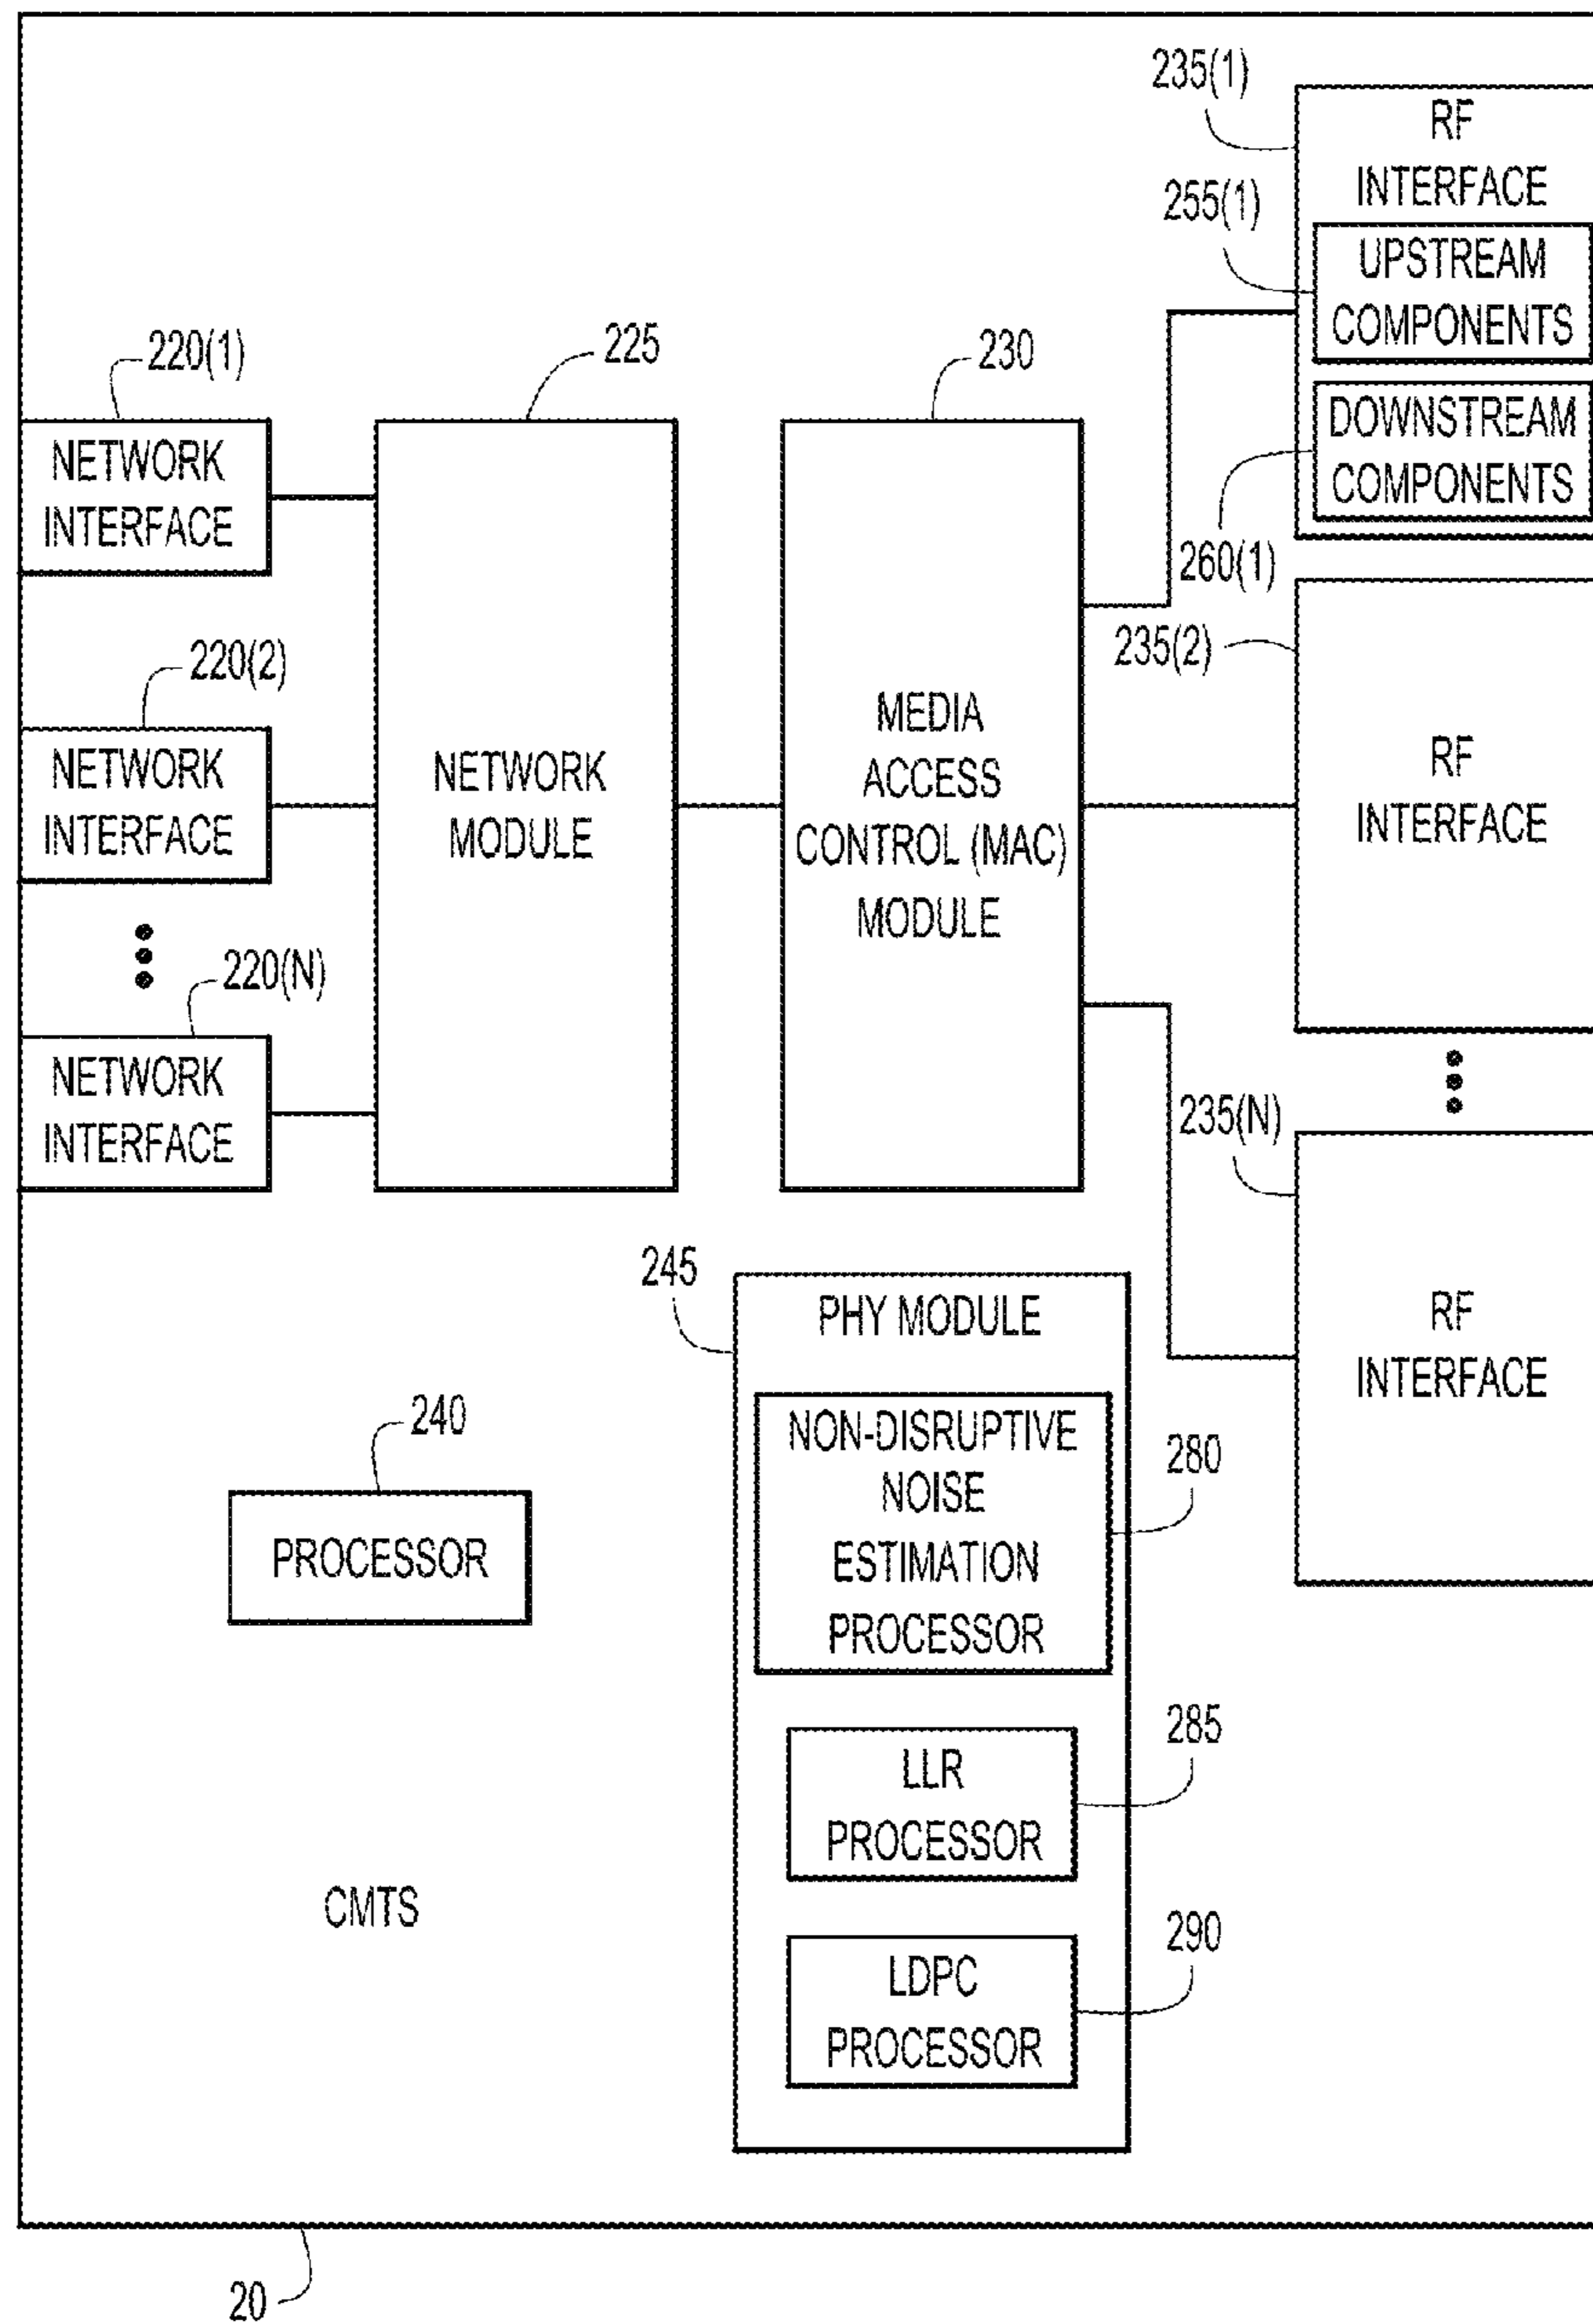 235(1)
RF
INTERFACE
255(1)
UPSTREAM
COMPONENTS
DOWNSTREAM
COMPONENTS
260(1)
220(1)
NETWORK
INTERFACE
225
NETWORK
MODULE
230
MEDIA
ACCESS
CONTROL (MAC)
MODULE
220(2)
NETWORK
INTERFACE
220(N)
NETWORK
INTERFACE
235(2)
RF
INTERFACE
235(N)
RF
INTERFACE
245
PHY MODULE
NON-DISRUPTIVE
NOISE
ESTIMATION
PROCESSOR
280
LLR
PROCESSOR
285
LDPC
PROCESSOR
290
240
PROCESSOR
CMTS
20